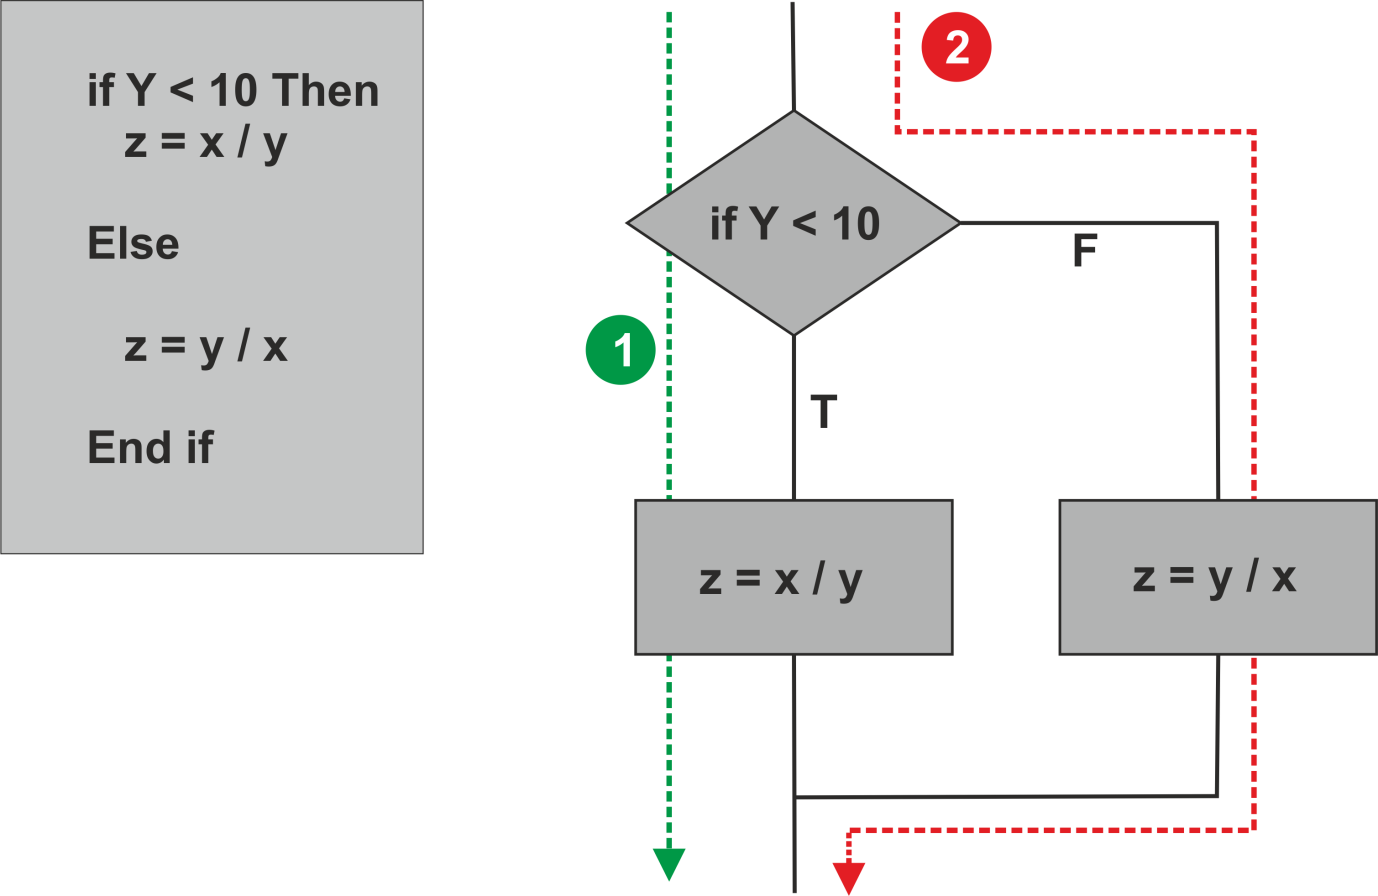 if Y < 10 Then
z = x / y
Else
z = y / x
End if
2
if Y < 10
F
1
T
z = x / y
z = y / x